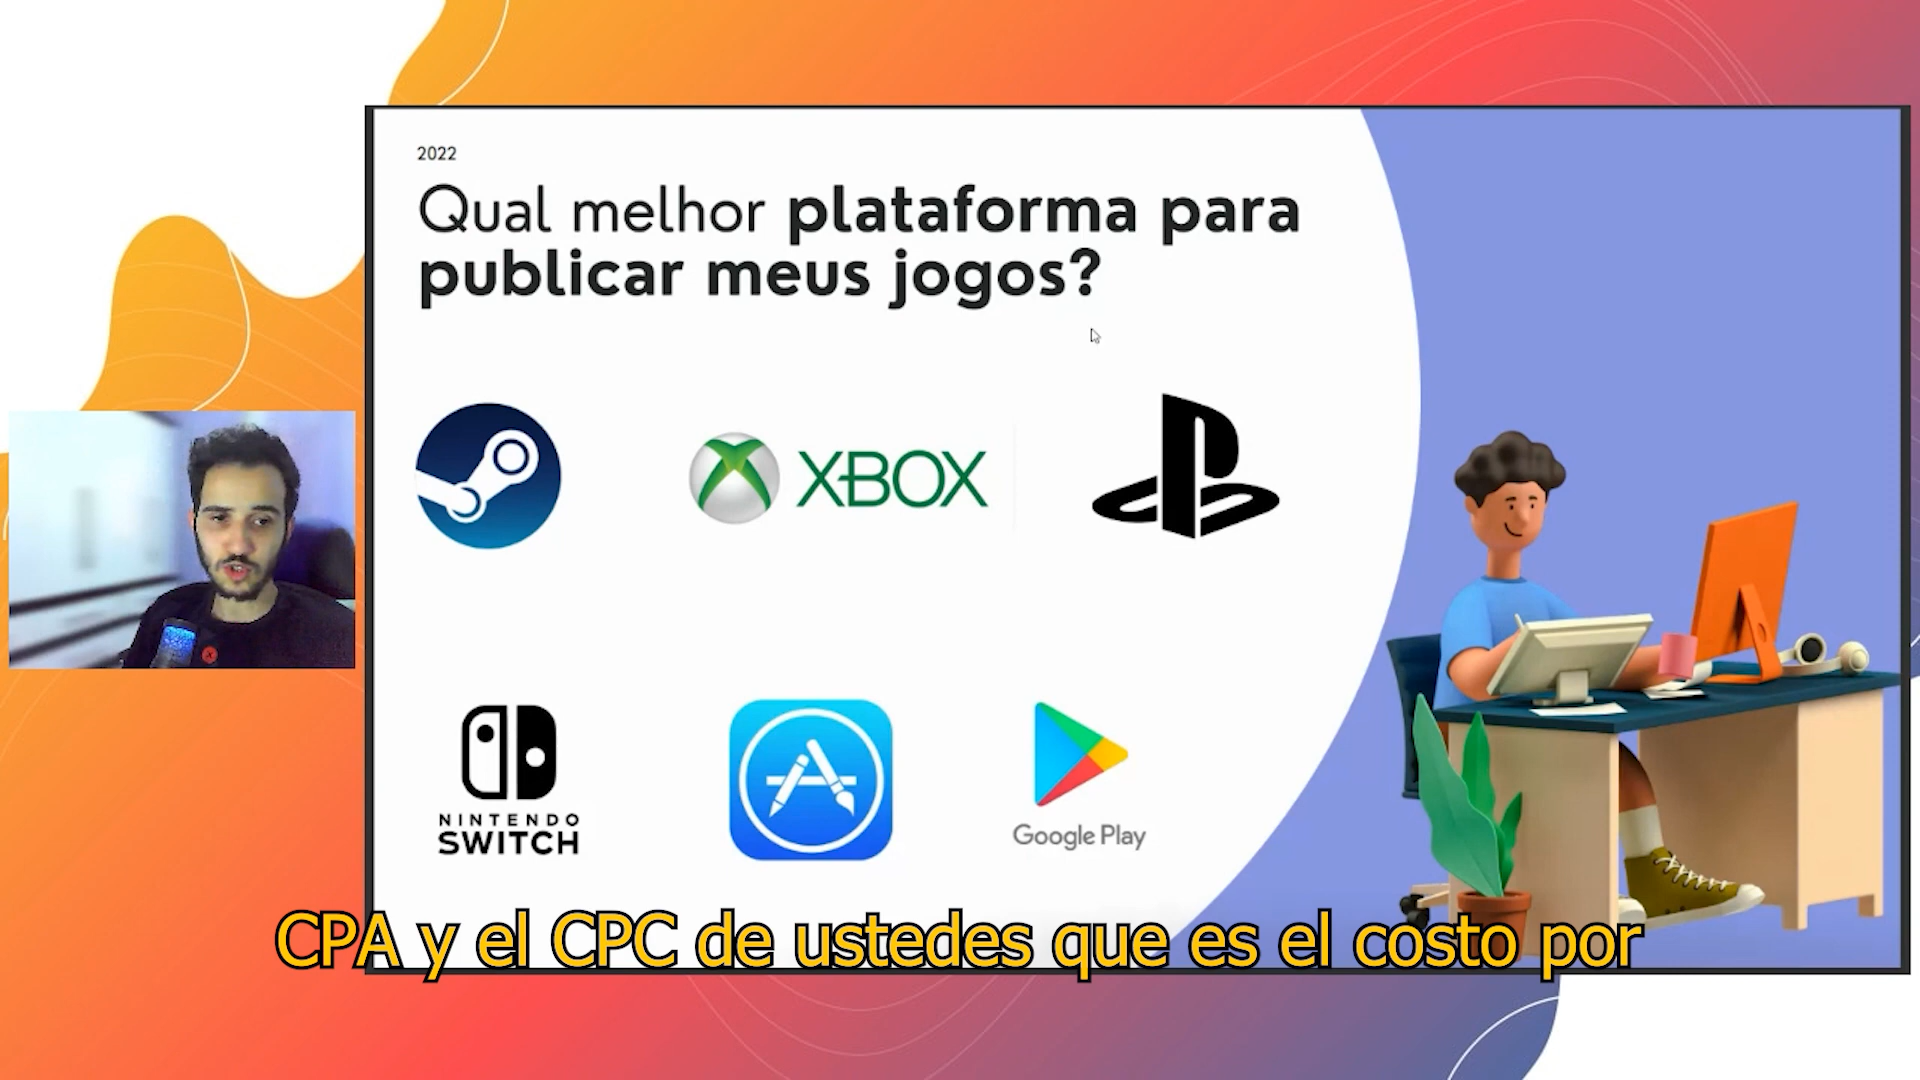 2022
Qual melhor plataforma para
publicar meus jogos?
XBOX
NINTENDO
SWITCH
Google Play
CPA y el CPC de ustedes que es el costo por